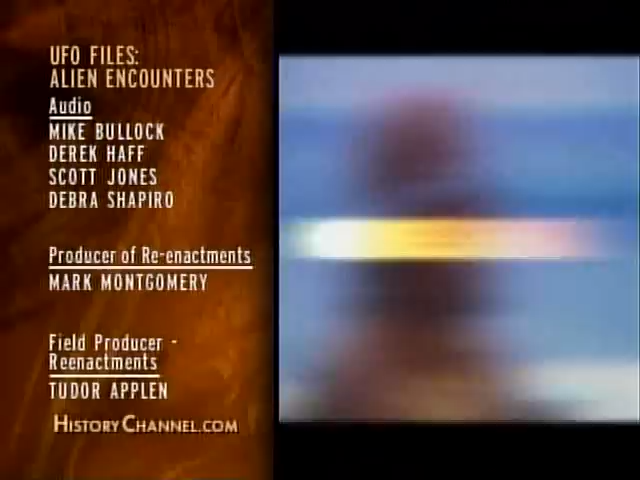 UFO FILES:
ALIEN ENCOUNTERS
Audio
MIKE BULLOCK
DEREK HAFF
SCOTT JONES
DEBRA SHAPIRO
Producer of Re-enactments
MARK MONTGOMERY
Field Producer -
Reenactments
TUDOR APPLEN
HISTORYCHANNEL.COM